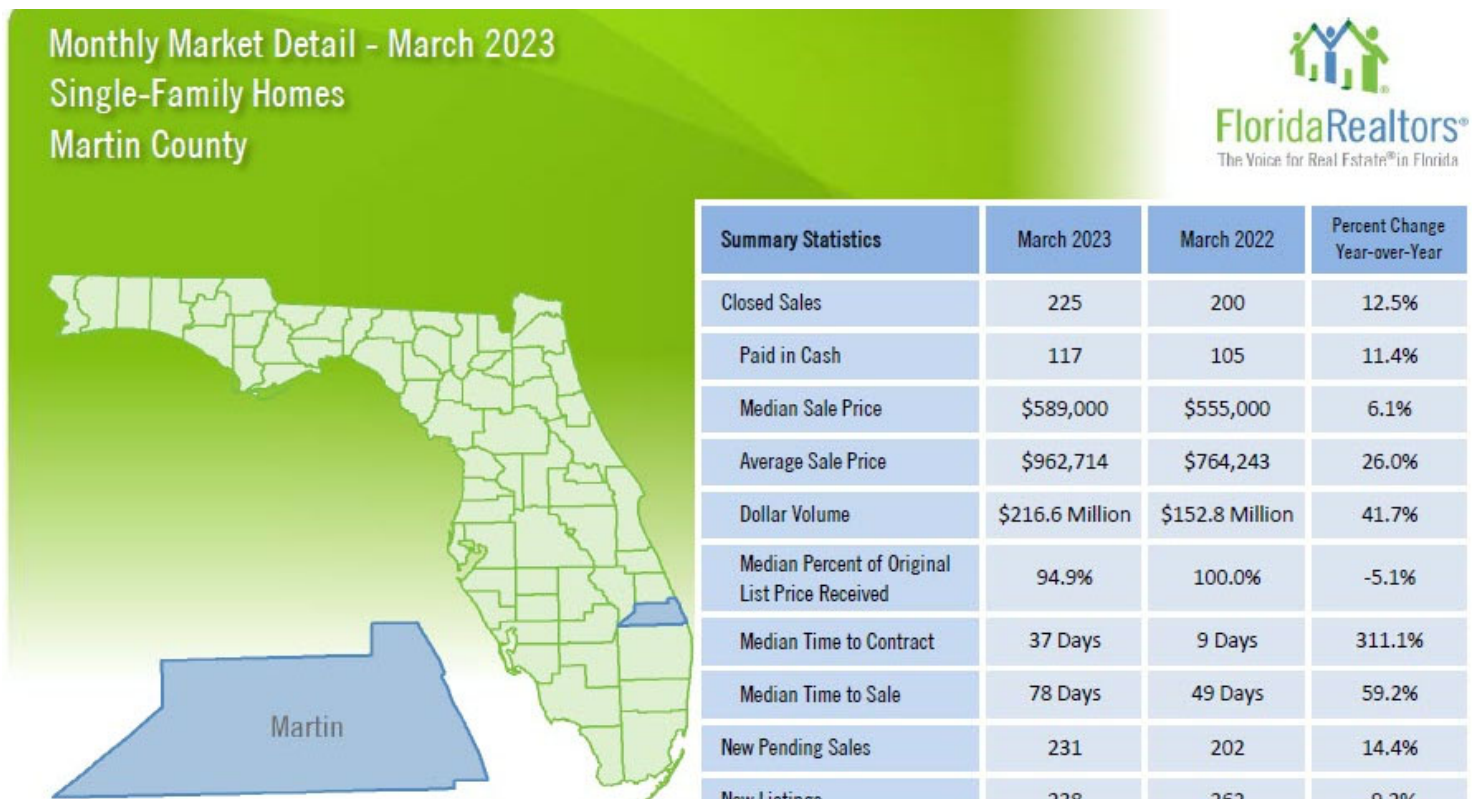 Monthly Market Detail - March 2023
Single-Family Homes
Martin County
FloridaRealtors®
The Voice for Real Estate® in Florida
Summary Statistics March 2023 March 2022 Percent Change Year-over-Year
Closed Sales 225 200 12.5%
Paid in Cash 117 105 11.4%
Median Sale Price $589,000 $555,000 6.1%
Average Sale Price $962,714 $764,243 26.0%
Dollar Volume $216.6 Million $152.8 Million 41.7%
Median Percent of Original List Price Received 94.9% 100.0% -5.1%
Median Time to Contract 37 Days 9 Days 311.1%
Median Time to Sale 78 Days 49 Days 59.2%
New Pending Sales 231 202 14.4%
New Listings
Martin